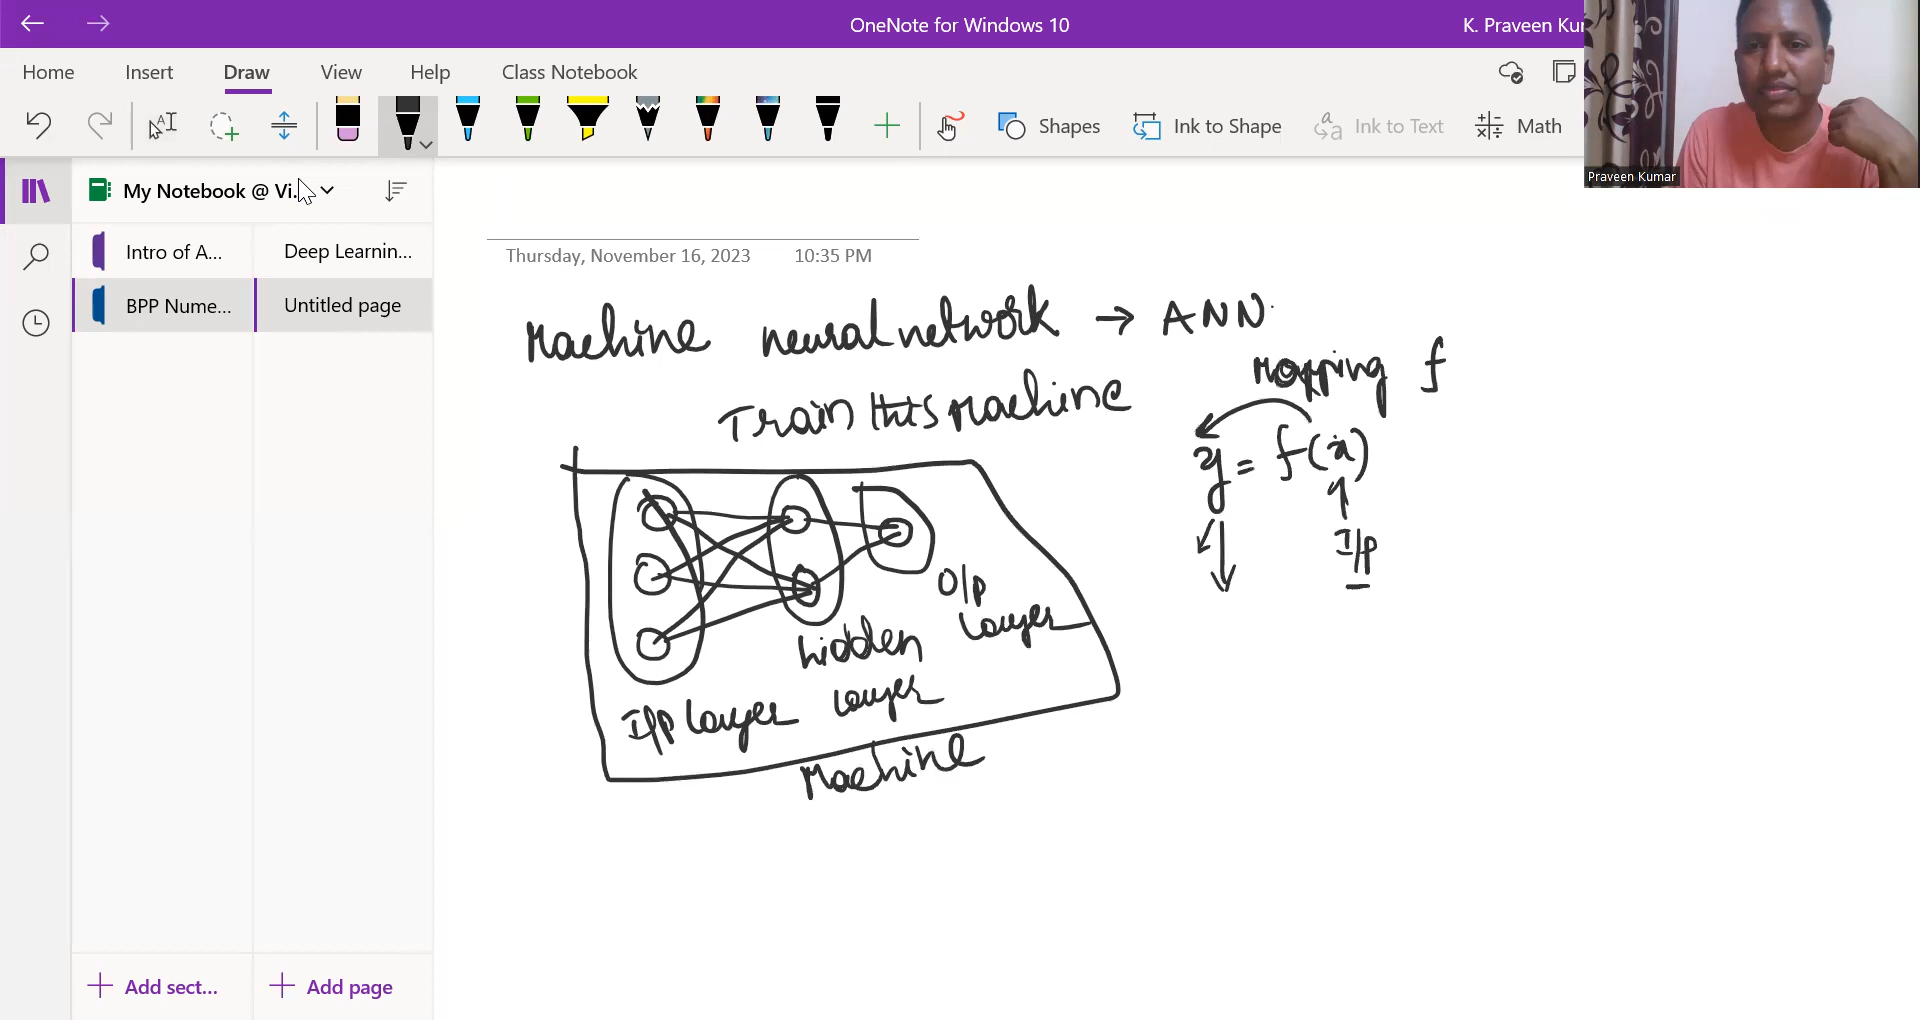 OneNote for Windows 10
K. Praveen Kur
Home Insert Draw View Help Class Notebook
Shapes Ink to Shape Ink to Text Math
Praveen Kumar
My Notebook @ Vi...
Intro of A... Deep Learnin...
BPP Nume... Untitled page
Thursday, November 16, 2023 10:35 PM
Machine neural network → ANN
Mapping f
Train this Machine
y = f(x)
I/p
O/p
layer
hidden
layer
I/p layer
Machine
Add sect... Add page